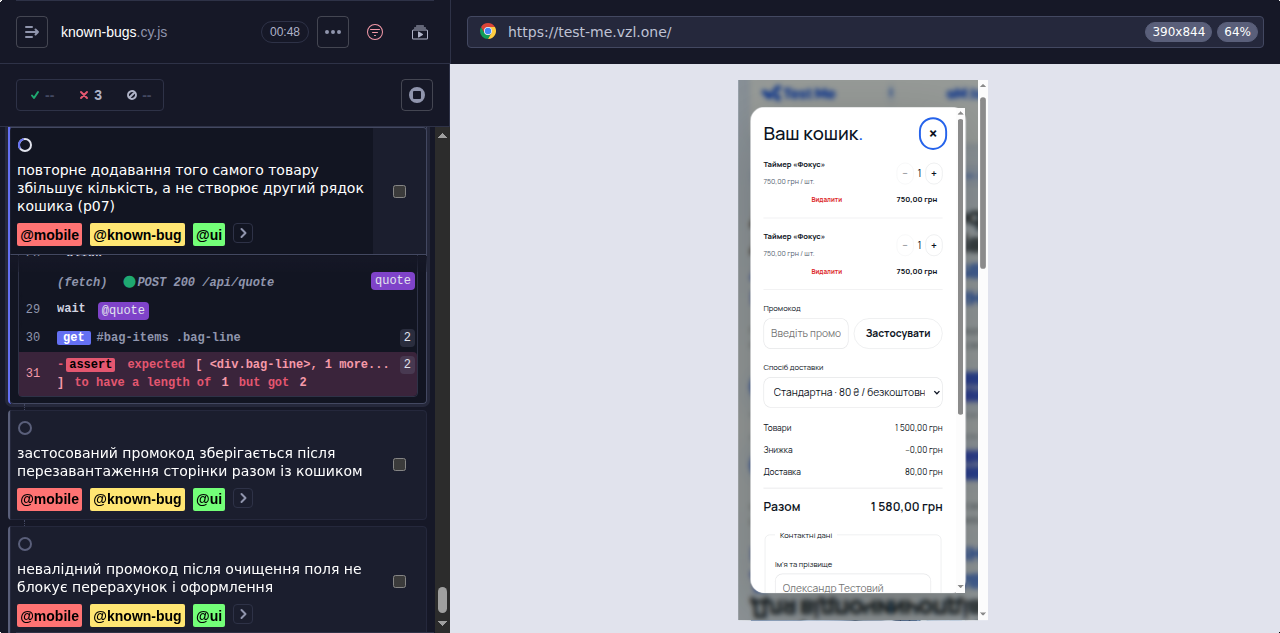 known-bugs.cy.js
00:48
https://test-me.vzl.one/
390x844
64%
--
3
--
повторне додавання того самого товару
збільшує кількість, а не створює другий рядок
кошика (p07)
@mobile @known-bug @ui
(fetch) POST 200 /api/quote quote
29 wait @quote
30 get #bag-items .bag-line 2
31 -assert expected [ <div.bag-line>, 1 more... 2
] to have a length of 1 but got 2
застосований промокод зберігається після
перезавантаження сторінки разом із кошиком
@mobile @known-bug @ui
невалідний промокод після очищення поля не
блокує перерахунок і оформлення
@mobile @known-bug @ui
Test Me
Ваш кошик. ×
Таймер «Фокус»
750,00 грн / шт. − 1 +
Видалити 750,00 грн
Таймер «Фокус»
750,00 грн / шт. − 1 +
Видалити 750,00 грн
Промокод
Введіть промо Застосувати
Спосіб доставки
Стандартна · 80 ₴ / безкоштовн
Товари 1 500,00 грн
Знижка -0,00 грн
Доставка 80,00 грн
Разом 1 580,00 грн
Контактні дані
Ім'я та прізвище
Олександр Тестовий